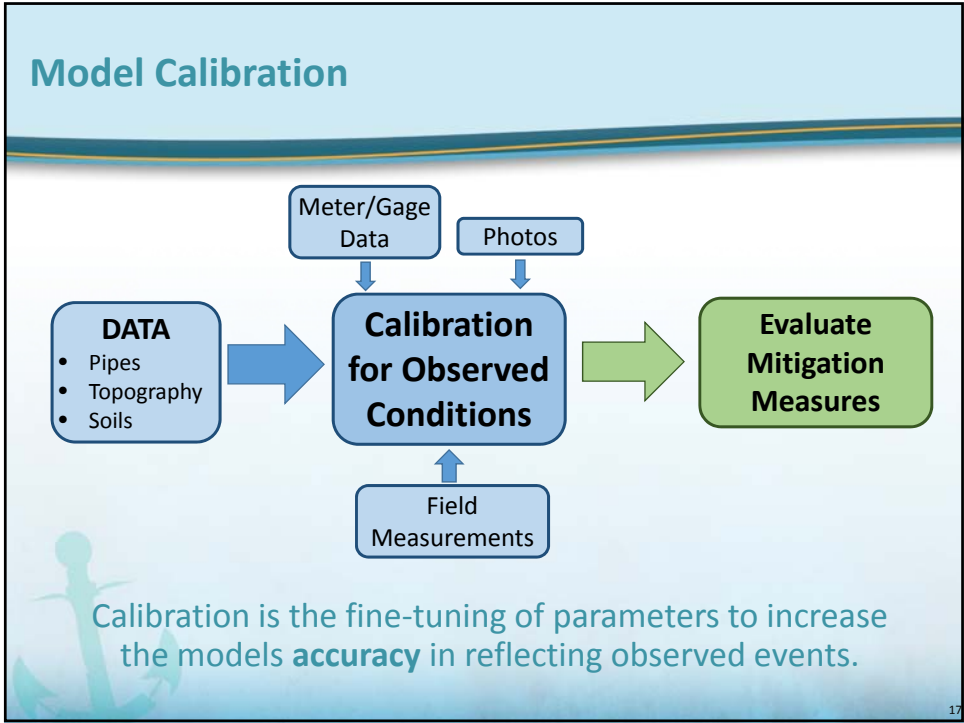 Model Calibration
Meter/Gage
Data
Photos
DATA
• Pipes
• Topography
• Soils
Calibration
for Observed
Conditions
Evaluate
Mitigation
Measures
Field
Measurements
Calibration is the fine-tuning of parameters to increase
the models accuracy in reflecting observed events.
17